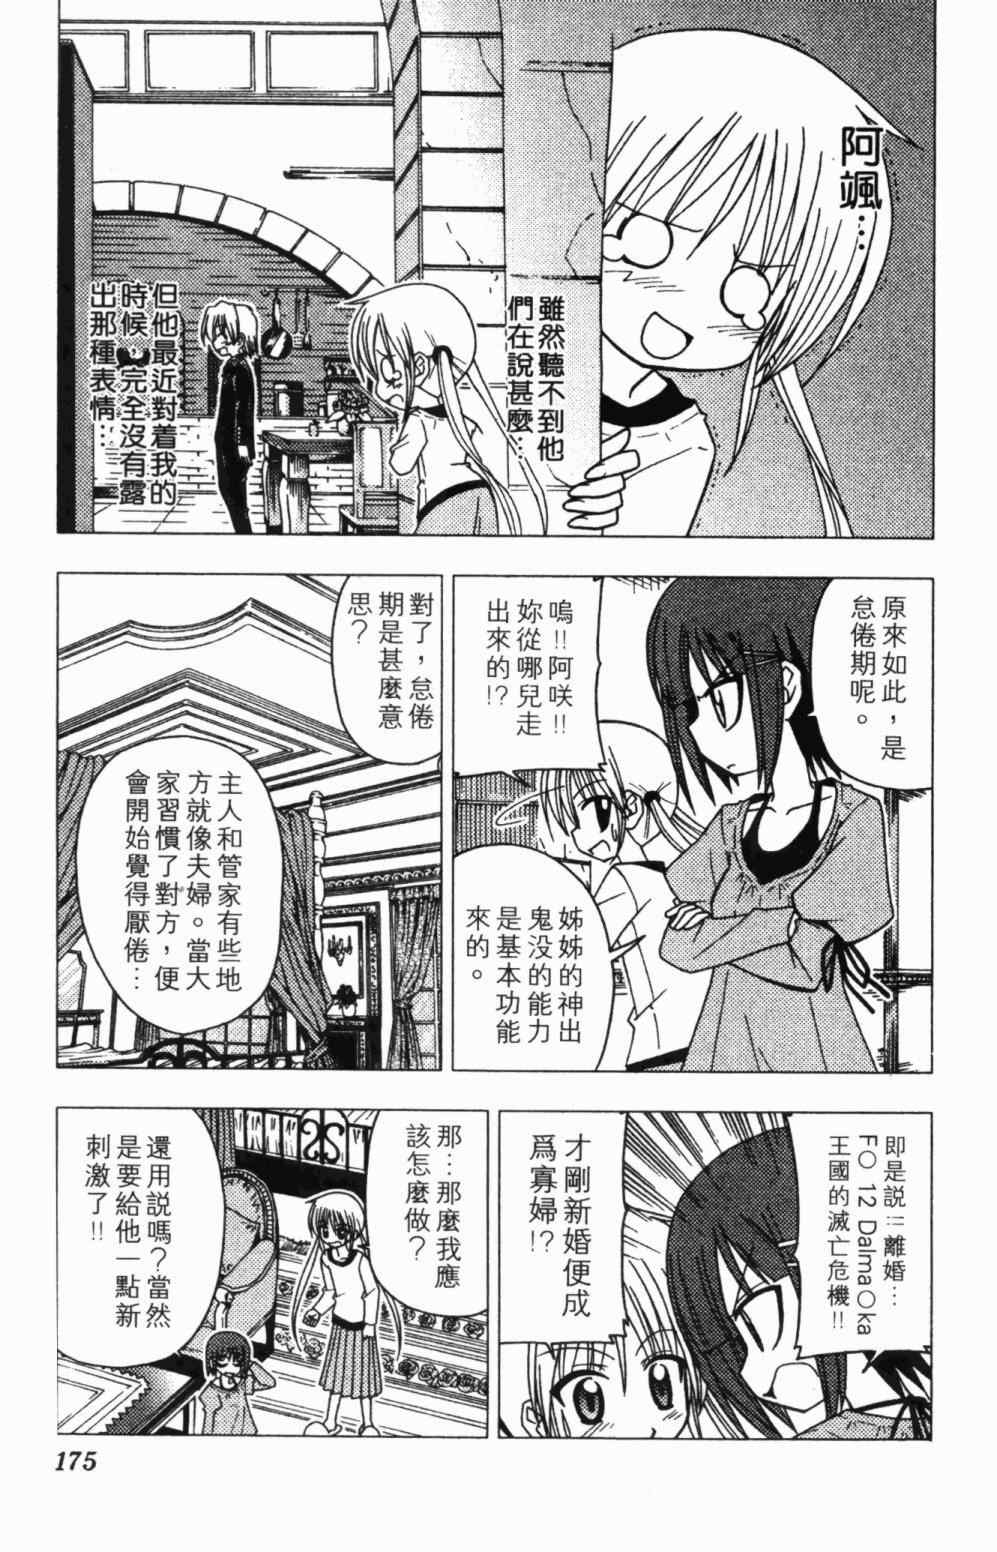 阿颯…
雖然聽不到他
們在說甚麼…
但他最近對着我的
時候，完全沒有露
出那種表情…
原來如此，是
怠倦期呢。
嗚!!阿咲!!
妳從哪兒走
出來的!?
姊姊的神出
鬼没的能力
是基本功能
來的。
對了，怠倦
期是甚麼意
思？
主人和管家有些地
方就像夫婦。當大
家習慣了對方，便
會開始覺得厭倦…
即是說!!離婚…
FO 12 Dalma○ka
王國的滅亡危機!!
才剛新婚便成
爲寡婦!?
那…那麼我應
該怎麼做？
還用說嗎？當然
是要給他一點新
刺激了!!
175